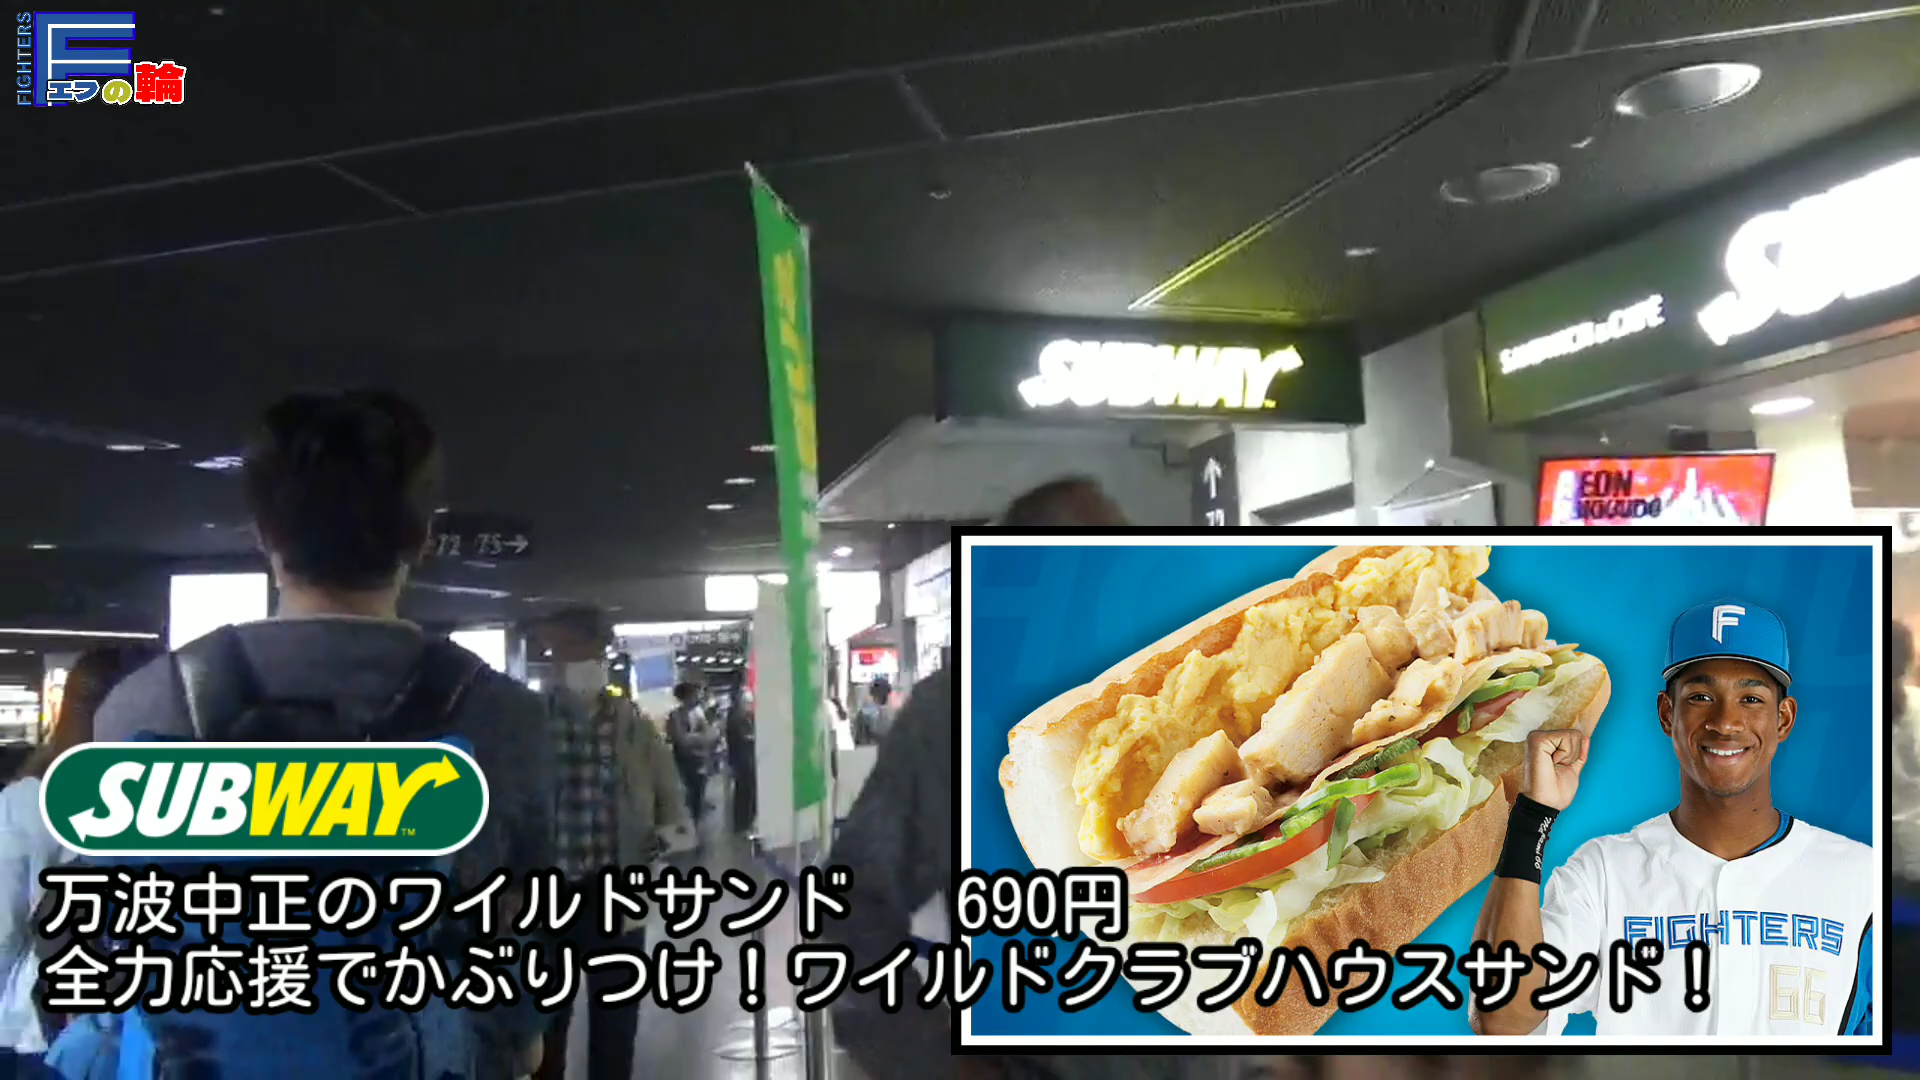 FIGHTERS
F
エフの輪
SUBWAY
SANDWICH & CAFE
72 75→
SUBWAY™
万波中正のワイルドサンド 690円
全力応援でかぶりつけ！ワイルドクラブハウスサンド！
F
FIGHTERS
66